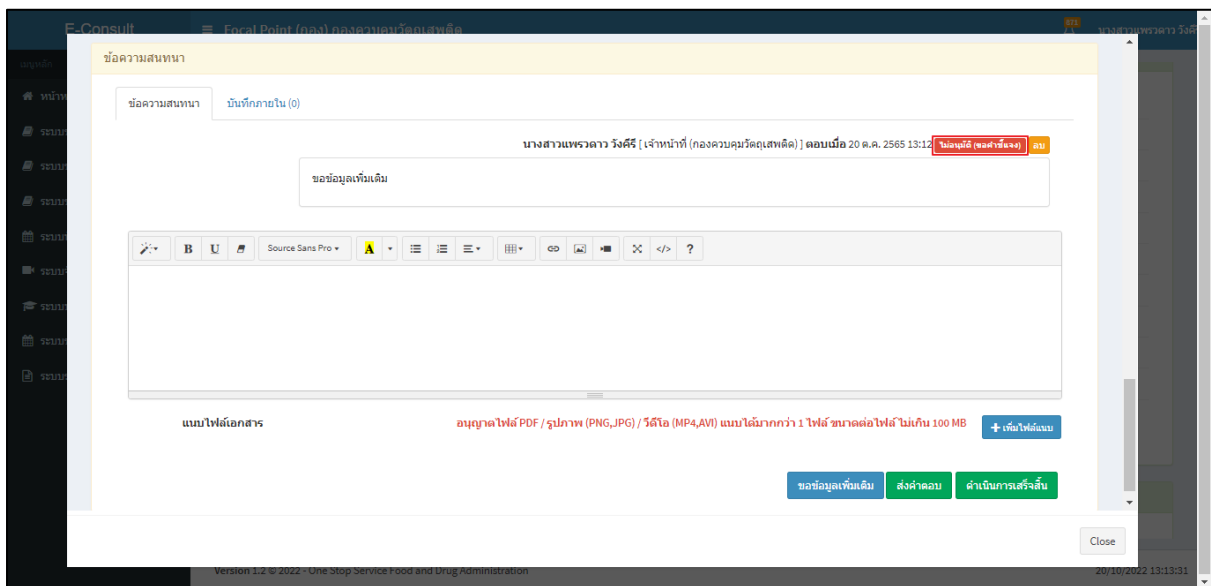 E-Consult
Focal Point (กอง) กองควบคุมวัตถุเสพติด
671
นางสาวแพรวดาว วังคีรี
เมนูหลัก
ข้อความสนทนา
ข้อความสนทนา บันทึกภายใน (0)
นางสาวแพรวดาว วังคีรี [ เจ้าหน้าที่ (กองควบคุมวัตถุเสพติด) ] ตอบเมื่อ 20 ต.ค. 2565 13:12 ไม่อนุมัติ (ขอคำชี้แจง) ลบ
ขอข้อมูลเพิ่มเติม
B U Source Sans Pro A </> ?
แนบไฟล์เอกสาร อนุญาตไฟล์ PDF / รูปภาพ (PNG,JPG) / วีดีโอ (MP4,AVI) แนบได้มากกว่า 1 ไฟล์ ขนาดต่อไฟล์ ไม่เกิน 100 MB + เพิ่มไฟล์แนบ
ขอข้อมูลเพิ่มเติม ส่งคำตอบ ดำเนินการเสร็จสิ้น
Close
Version 1.2 © 2022 - One Stop Service Food and Drug Administration 20/10/2022 13:13:31